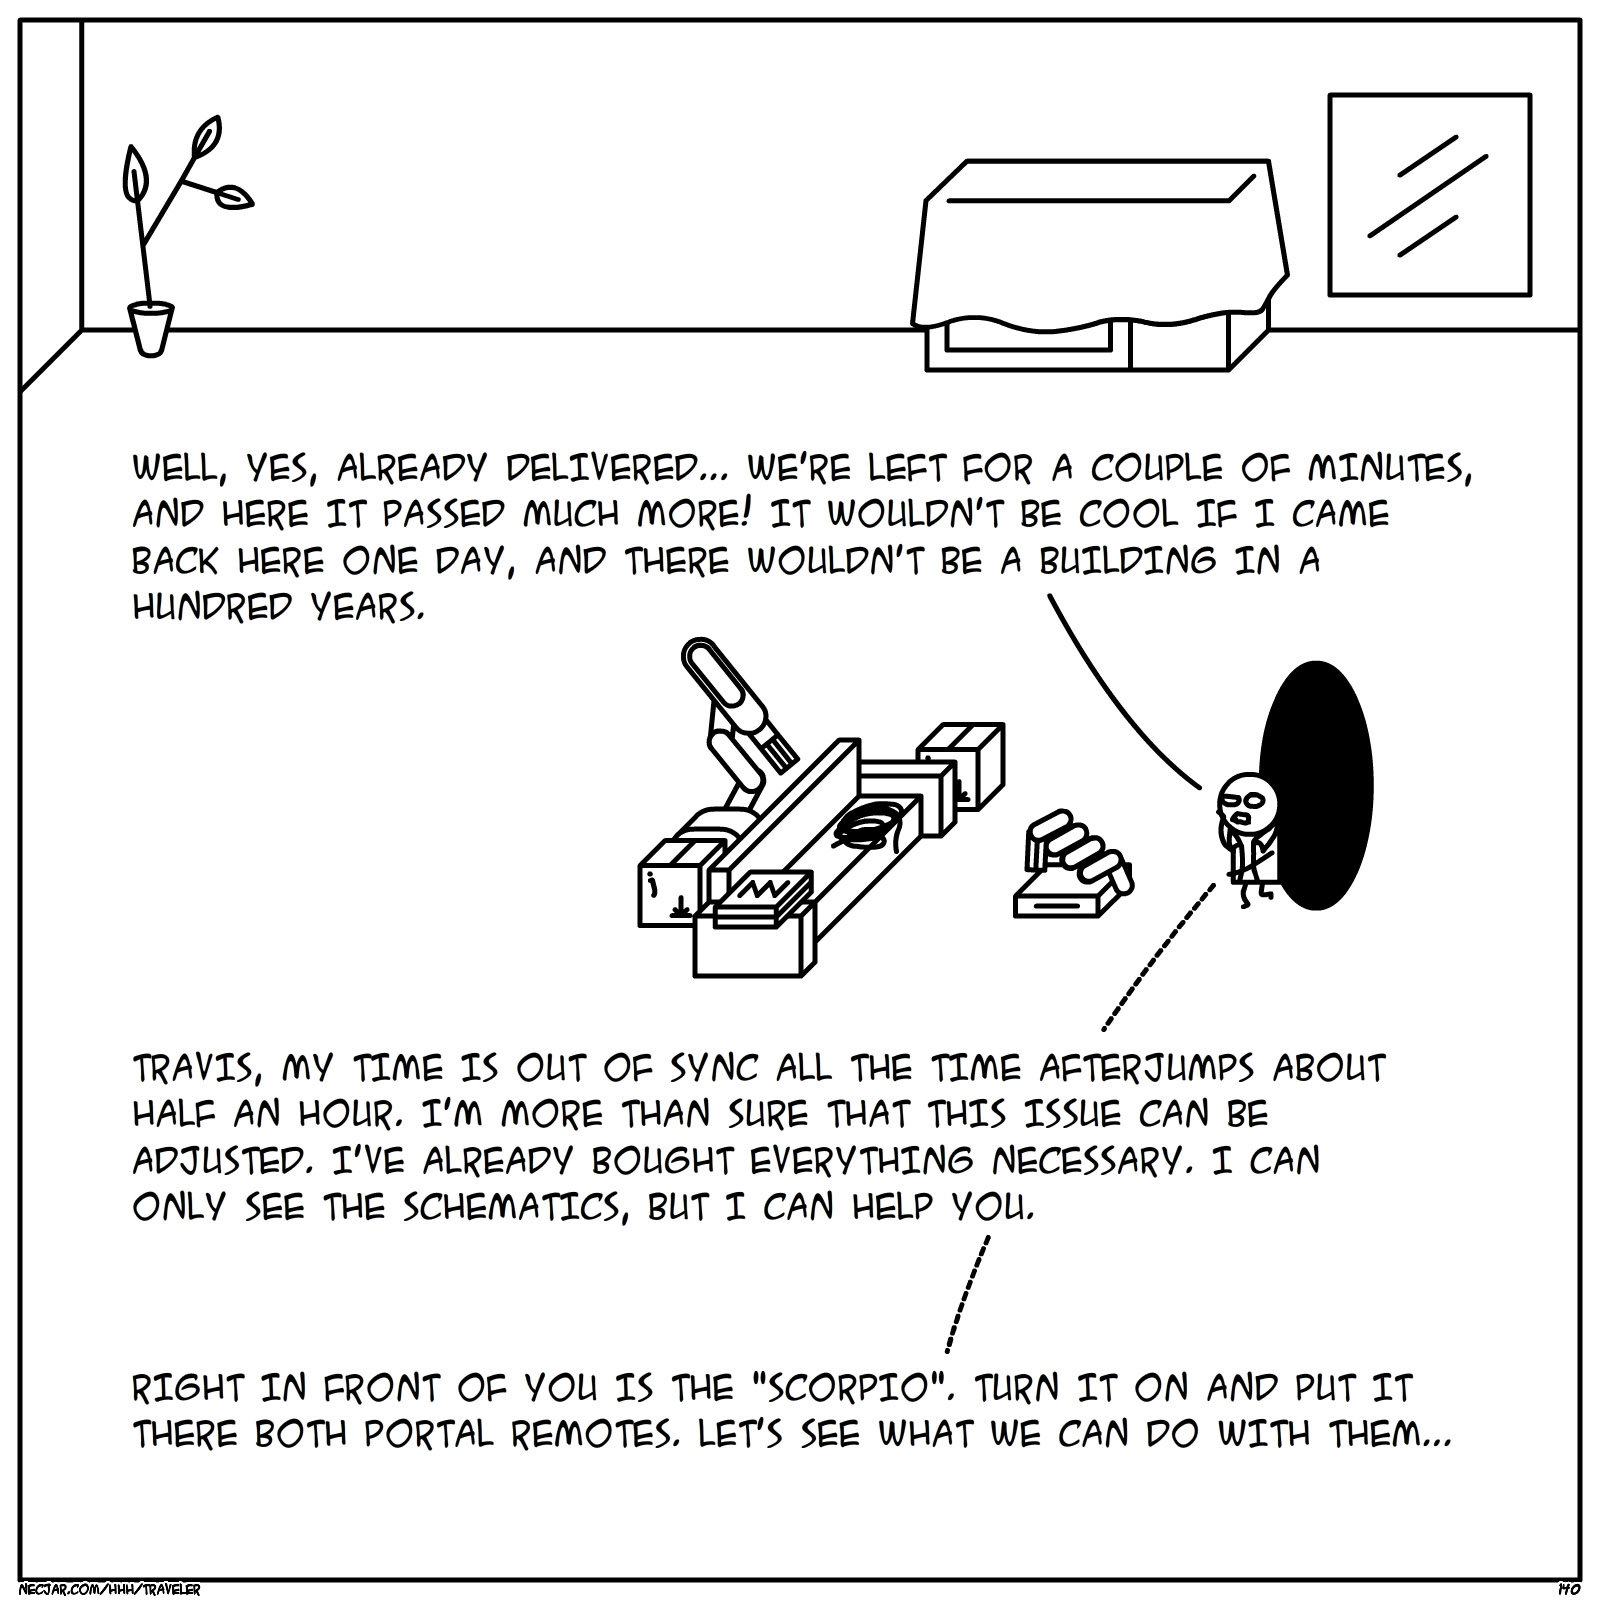 WELL, YES, ALREADY DELIVERED... WE'RE LEFT FOR A COUPLE OF MINUTES,
AND HERE IT PASSED MUCH MORE! IT WOULDN'T BE COOL IF I CAME
BACK HERE ONE DAY, AND THERE WOULDN'T BE A BUILDING IN A
HUNDRED YEARS.
TRAVIS, MY TIME IS OUT OF SYNC ALL THE TIME AFTERJUMPS ABOUT
HALF AN HOUR. I'M MORE THAN SURE THAT THIS ISSUE CAN BE
ADJUSTED. I'VE ALREADY BOUGHT EVERYTHING NECESSARY. I CAN
ONLY SEE THE SCHEMATICS, BUT I CAN HELP YOU.
RIGHT IN FRONT OF YOU IS THE "SCORPIO". TURN IT ON AND PUT IT
THERE BOTH PORTAL REMOTES. LET'S SEE WHAT WE CAN DO WITH THEM...
NECJAR.COM/HHH/TRAVELER
140